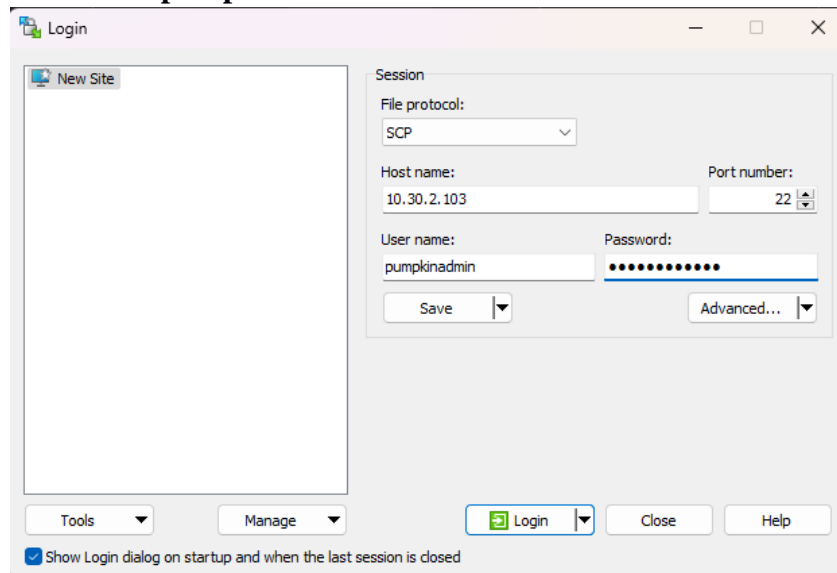 Login
New Site
Session
File protocol:
SCP
Host name:
Port number:
10.30.2.103
22
User name:
Password:
pumpkinadmin
●●●●●●●●●●●●
Save
Advanced...
Tools
Manage
Login
Close
Help
Show Login dialog on startup and when the last session is closed